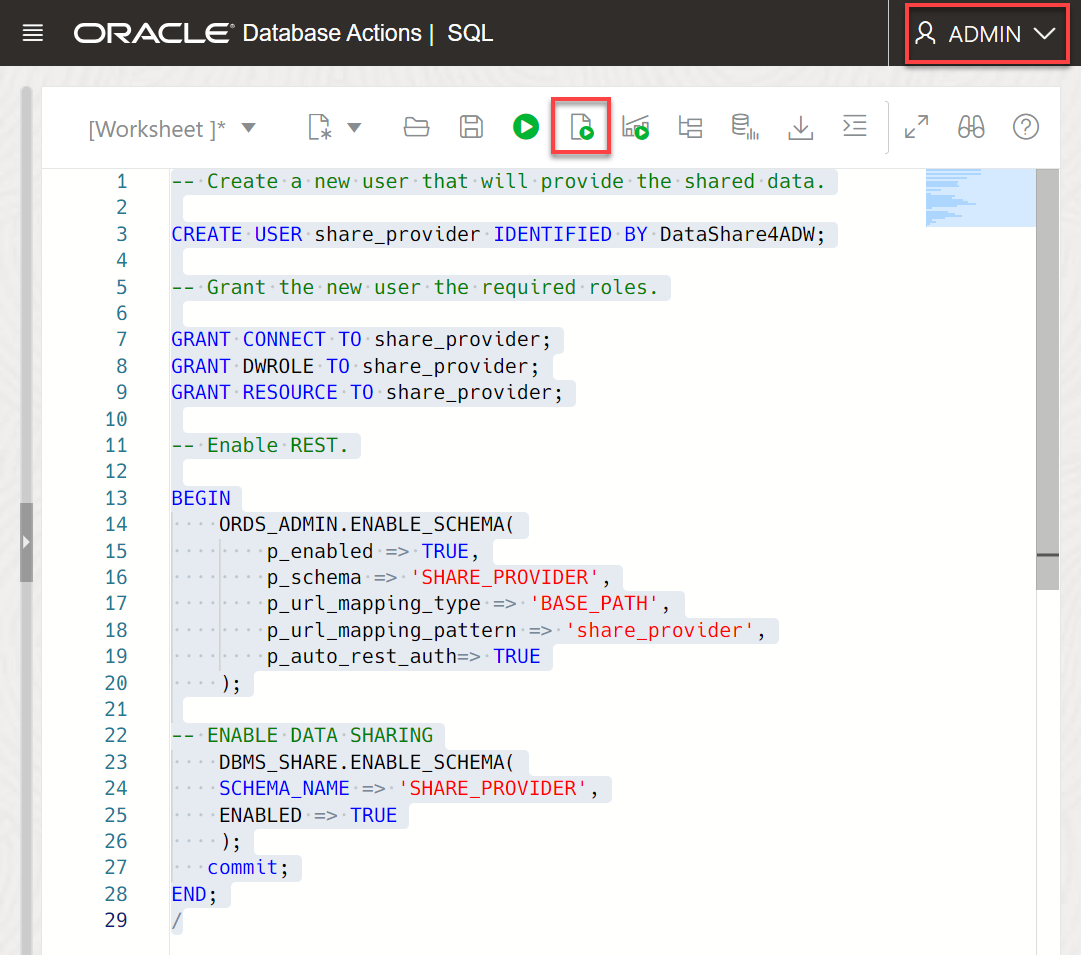 ORACLE Database Actions | SQL ADMIN
[Worksheet ]*
1 -- Create a new user that will provide the shared data.
2
3 CREATE USER share_provider IDENTIFIED BY DataShare4ADW;
4
5 -- Grant the new user the required roles.
6
7 GRANT CONNECT TO share_provider;
8 GRANT DWROLE TO share_provider;
9 GRANT RESOURCE TO share_provider;
10
11 -- Enable REST.
12
13 BEGIN
14 ORDS_ADMIN.ENABLE_SCHEMA(
15 p_enabled => TRUE,
16 p_schema => 'SHARE_PROVIDER',
17 p_url_mapping_type => 'BASE_PATH',
18 p_url_mapping_pattern => 'share_provider',
19 p_auto_rest_auth=> TRUE
20 );
21
22 -- ENABLE DATA SHARING
23 DBMS_SHARE.ENABLE_SCHEMA(
24 SCHEMA_NAME => 'SHARE_PROVIDER',
25 ENABLED => TRUE
26 );
27 commit;
28 END;
29 /